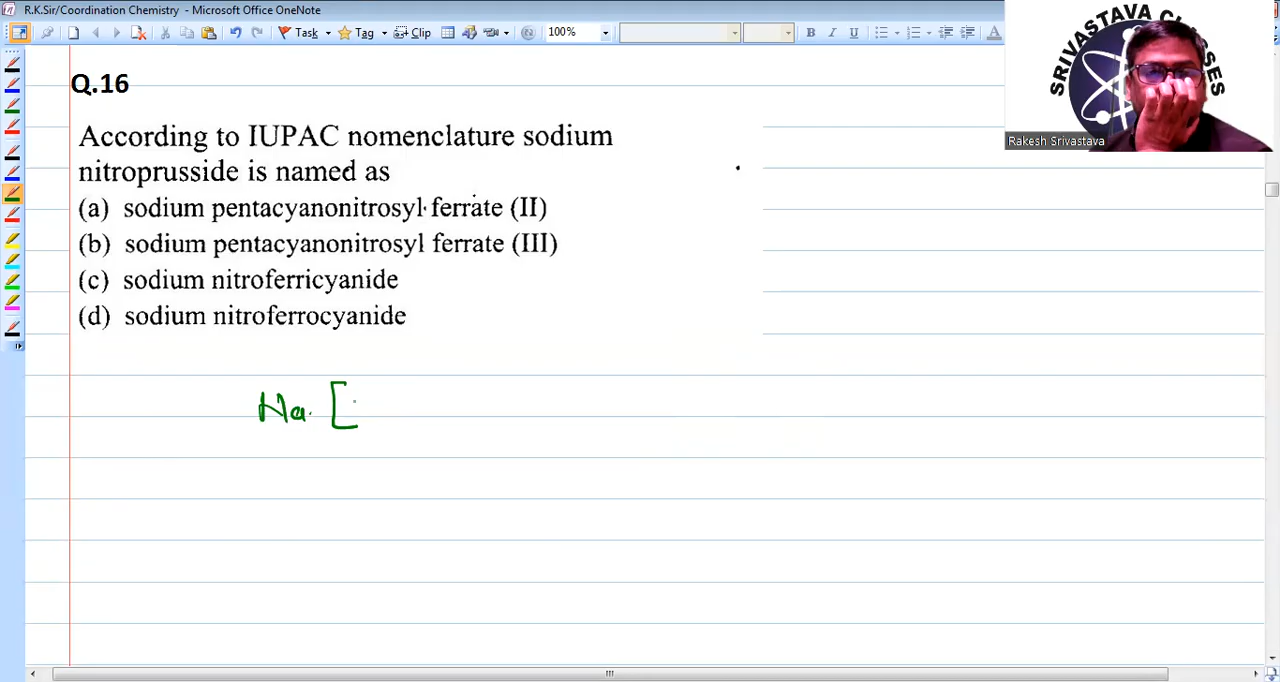 R.K.Sir/Coordination Chemistry - Microsoft Office OneNote
Task Tag Clip 100% B I U A
SRIVASTAVA CLASSES
Rakesh Srivastava
Q.16
According to IUPAC nomenclature sodium
nitroprusside is named as
(a) sodium pentacyanonitrosyl ferrate (II)
(b) sodium pentacyanonitrosyl ferrate (III)
(c) sodium nitroferricyanide
(d) sodium nitroferrocyanide
Na [